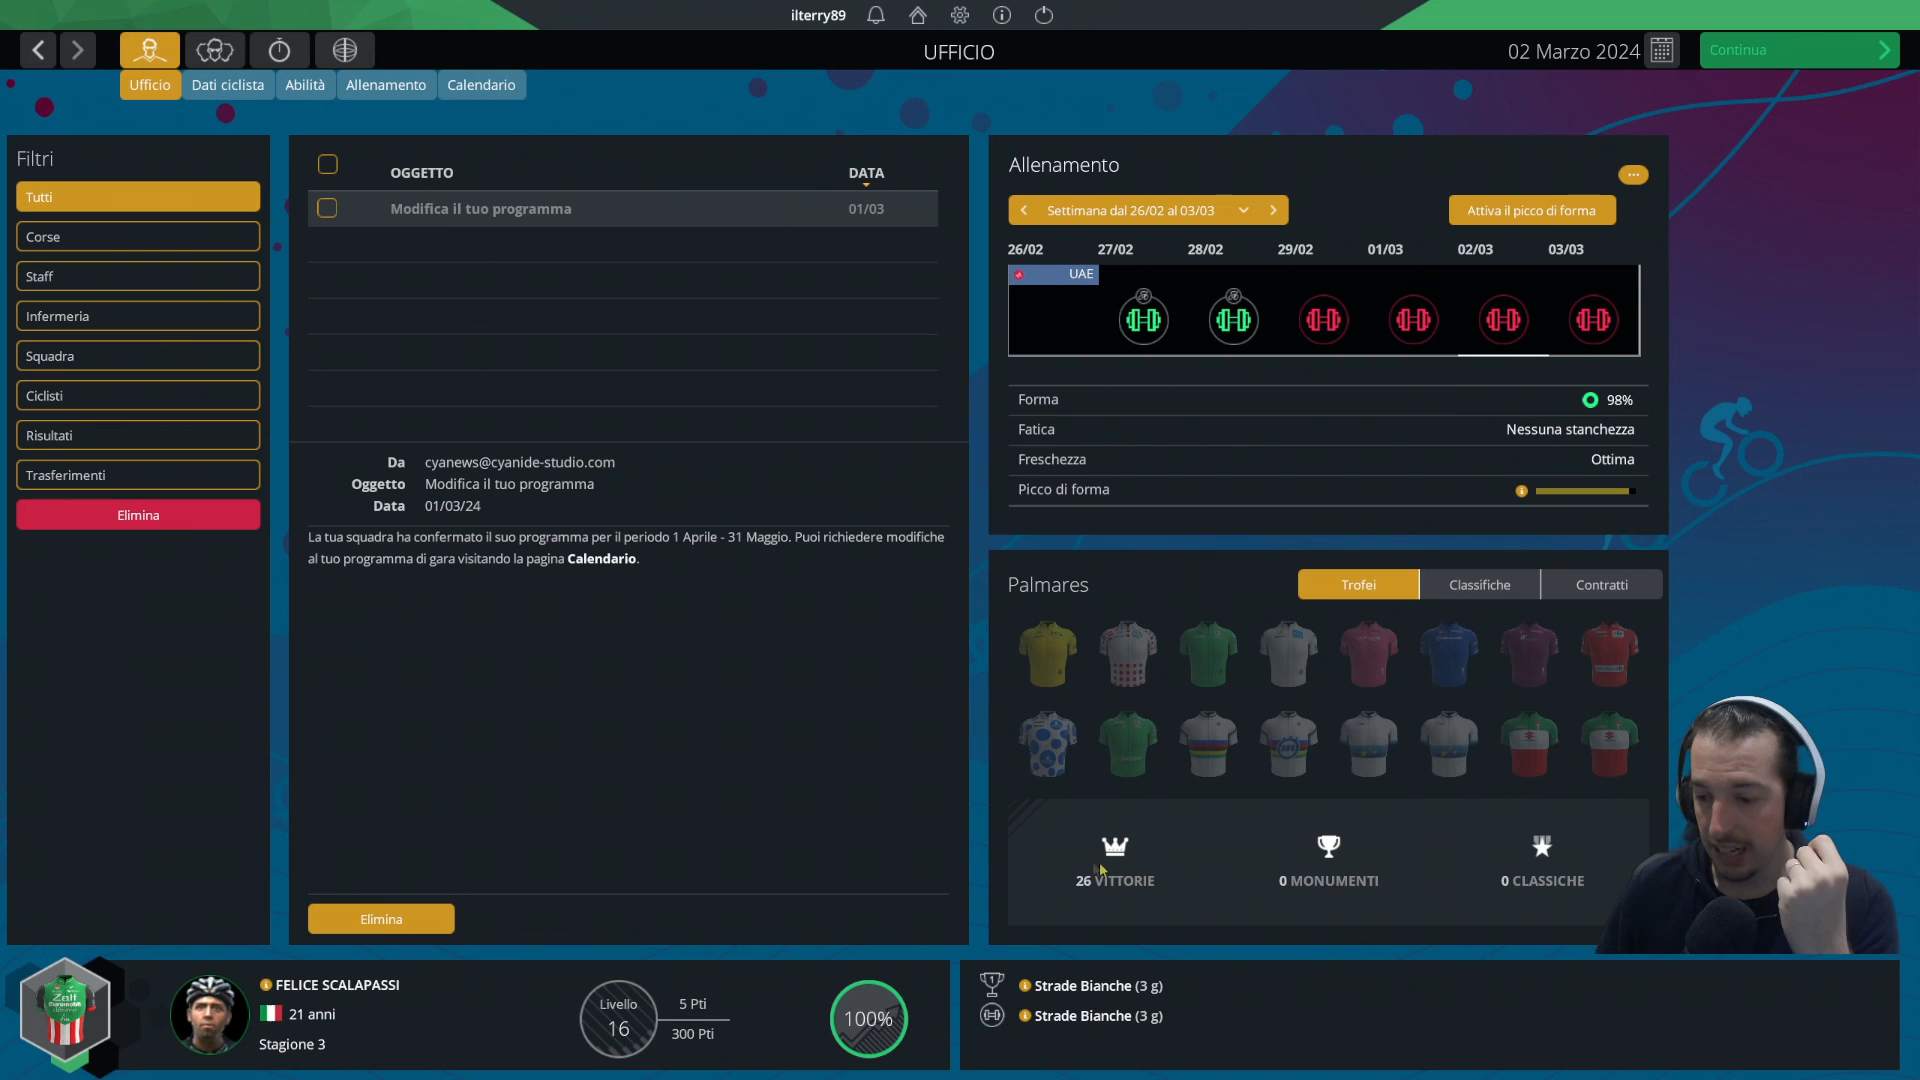 ilterry89
UFFICIO
02 Marzo 2024
Continua
Ufficio
Dati ciclista
Abilità
Allenamento
Calendario
Filtri
Tutti
Corse
Staff
Infermeria
Squadra
Ciclisti
Risultati
Trasferimenti
Elimina
OGGETTO
DATA
Modifica il tuo programma
01/03
Da cyanews@cyanide-studio.com
Oggetto Modifica il tuo programma
Data 01/03/24
La tua squadra ha confermato il suo programma per il periodo 1 Aprile - 31 Maggio. Puoi richiedere modifiche
al tuo programma di gara visitando la pagina Calendario.
Elimina
Allenamento
Settimana dal 26/02 al 03/03
Attiva il picco di forma
26/02 27/02 28/02 29/02 01/03 02/03 03/03
UAE
Forma 98%
Fatica Nessuna stanchezza
Freschezza Ottima
Picco di forma
Palmares
Trofei
Classifiche
Contratti
26 VITTORIE
0 MONUMENTI
0 CLASSICHE
Zalf
FELICE SCALAPASSI
21 anni
Stagione 3
Livello
16
5 Pti
300 Pti
100%
Strade Bianche (3 g)
Strade Bianche (3 g)